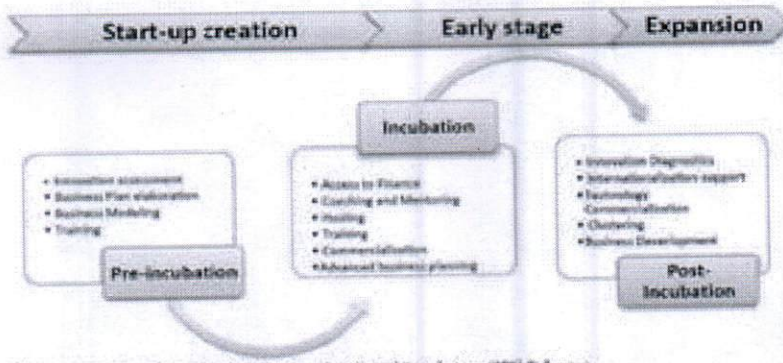 Start-up creation
Early stage
Expansion
Incubation
• Innovation assessment
• Business Plan elaboration
• Business Modeling
• Training
Pre-incubation
• Access to Finance
• Coaching and Mentoring
• Hosting
• Training
• Commercialisation
• Advanced business planning
• Innovation Diagnostics
• Internationalisation support
• Technology
Commercialisation
• Clustering
• Business Development
Post-
Incubation